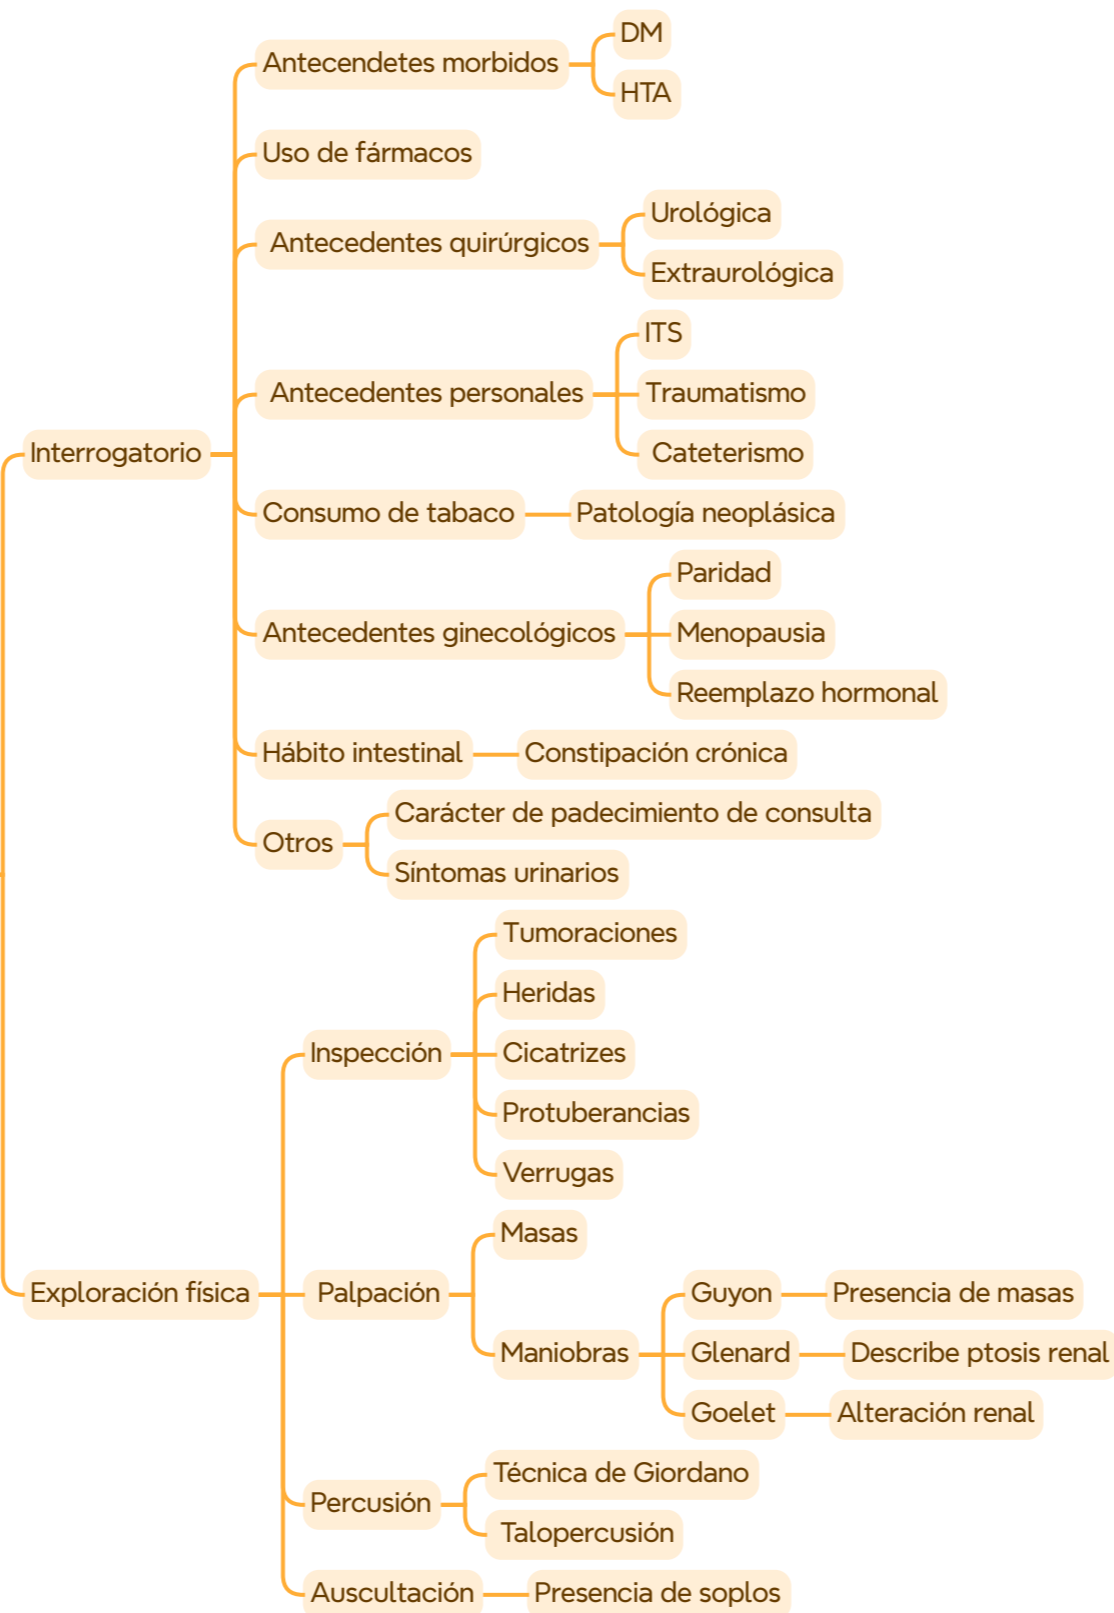 Interrogatorio
Antecendetes morbidos
DM
HTA
Uso de fármacos
Antecedentes quirúrgicos
Urológica
Extraurológica
Antecedentes personales
ITS
Traumatismo
Cateterismo
Consumo de tabaco
Patología neoplásica
Antecedentes ginecológicos
Paridad
Menopausia
Reemplazo hormonal
Hábito intestinal
Constipación crónica
Otros
Carácter de padecimiento de consulta
Síntomas urinarios
Exploración física
Inspección
Tumoraciones
Heridas
Cicatrizes
Protuberancias
Verrugas
Palpación
Masas
Maniobras
Guyon
Presencia de masas
Glenard
Describe ptosis renal
Goelet
Alteración renal
Percusión
Técnica de Giordano
Talopercusión
Auscultación
Presencia de soplos